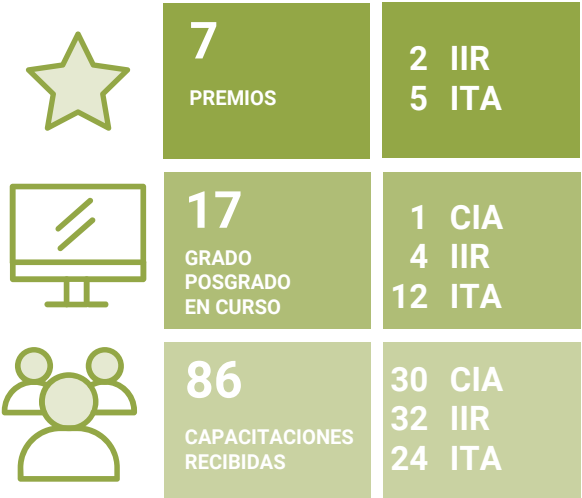 7
PREMIOS
2 IIR
5 ITA
17
GRADO
POSGRADO
EN CURSO
1 CIA
4 IIR
12 ITA
86
CAPACITACIONES
RECIBIDAS
30 CIA
32 IIR
24 ITA